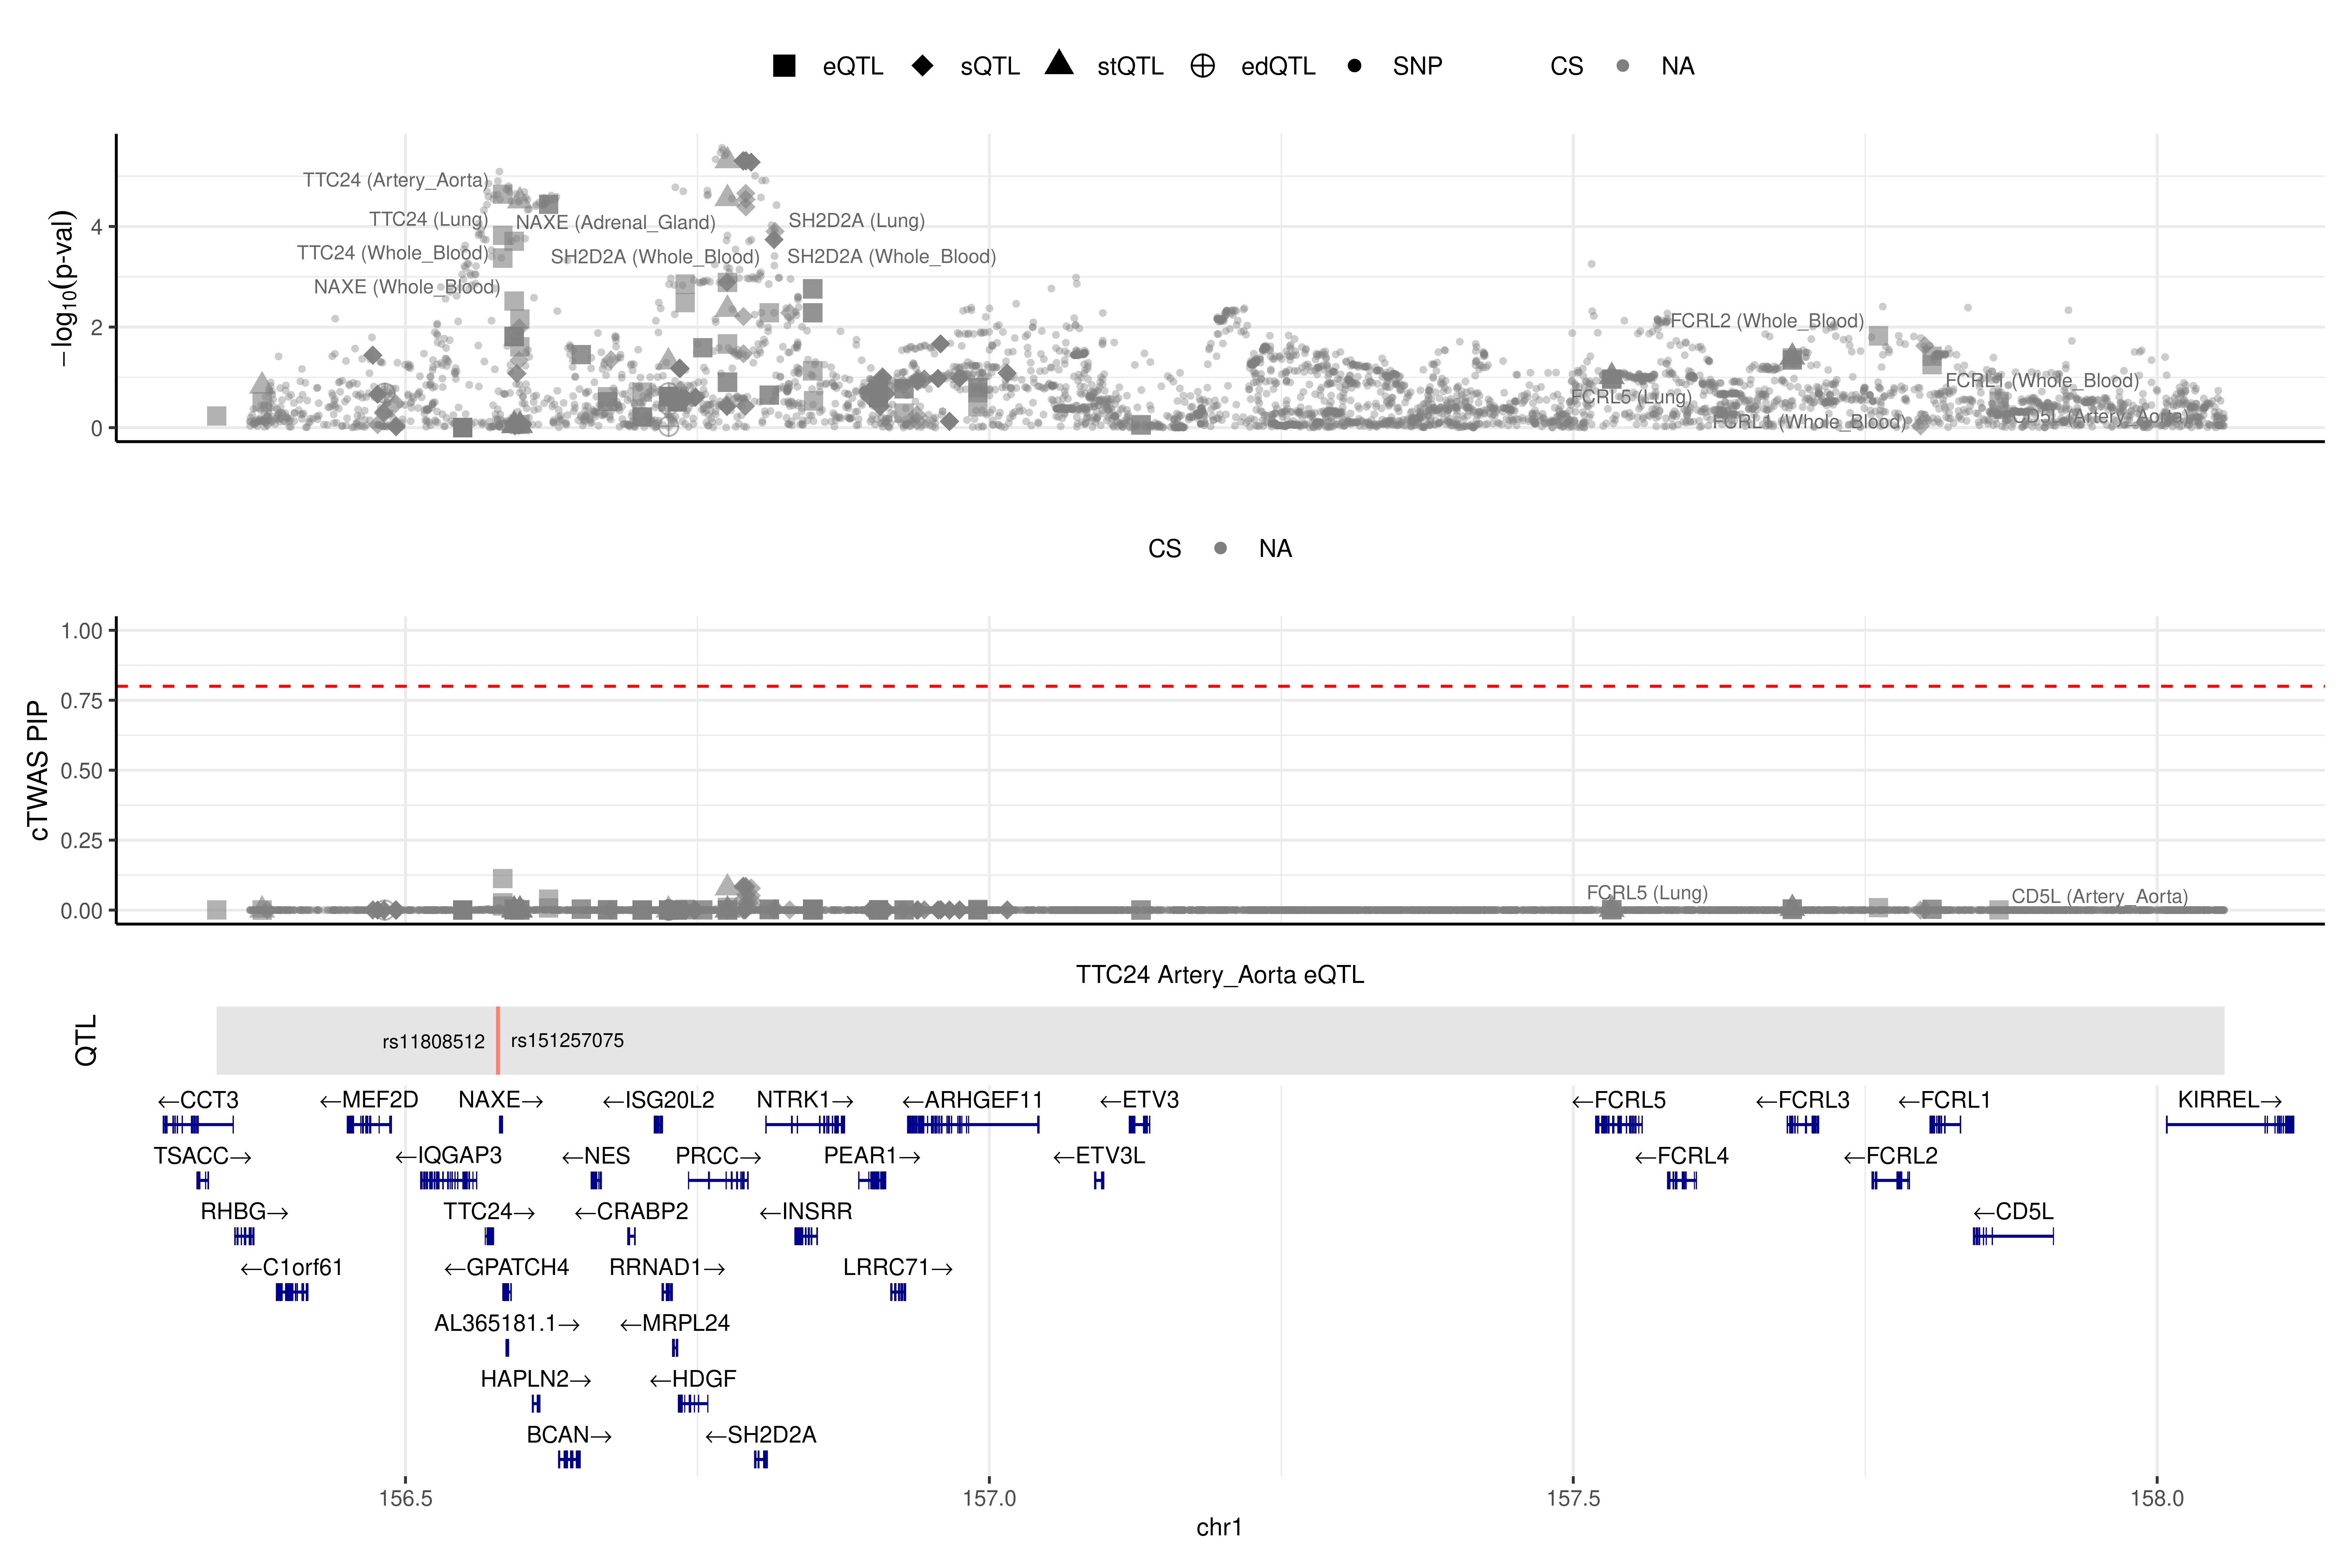 eQTL sQTL stQTL edQTL SNP CS NA
−log10(p-val)
4
2
0
TTC24 (Artery_Aorta)
TTC24 (Lung)
NAXE (Adrenal_Gland)
SH2D2A (Lung)
TTC24 (Whole_Blood)
SH2D2A (Whole_Blood)
SH2D2A (Whole_Blood)
NAXE (Whole_Blood)
FCRL2 (Whole_Blood)
FCRL1 (Whole_Blood)
FCRL5 (Lung)
FCRL1 (Whole_Blood)
CD5L (Artery_Aorta)
CS NA
cTWAS PIP
1.00
0.75
0.50
0.25
0.00
FCRL5 (Lung)
CD5L (Artery_Aorta)
TTC24 Artery_Aorta eQTL
QTL
rs11808512 rs151257075
←CCT3 ←MEF2D NAXE→ ←ISG20L2 NTRK1→ ←ARHGEF11 ←ETV3 ←FCRL5 ←FCRL3 ←FCRL1 KIRREL→
TSACC→ ←IQGAP3 ←NES PRCC→ PEAR1→ ←ETV3L ←FCRL4 ←FCRL2
RHBG→ TTC24→ ←CRABP2 ←INSRR ←CD5L
←C1orf61 ←GPATCH4 RRNAD1→ LRRC71→
AL365181.1→ ←MRPL24
HAPLN2→ ←HDGF
BCAN→ ←SH2D2A
156.5 157.0 157.5 158.0
chr1